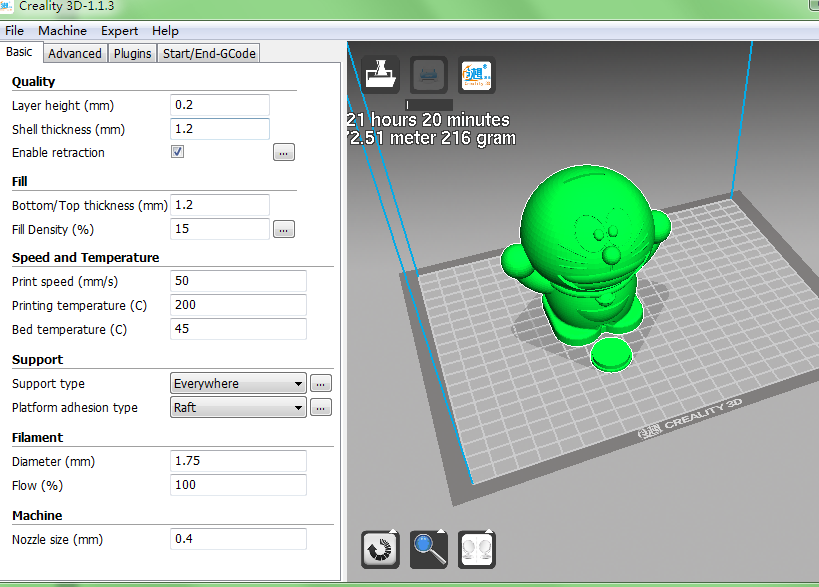 Creality 3D-1.1.3
File Machine Expert Help
Basic Advanced Plugins Start/End-GCode
Quality
Layer height (mm) 0.2
Shell thickness (mm) 1.2
Enable retraction ...
Fill
Bottom/Top thickness (mm) 1.2
Fill Density (%) 15 ...
Speed and Temperature
Print speed (mm/s) 50
Printing temperature (C) 200
Bed temperature (C) 45
Support
Support type Everywhere ...
Platform adhesion type Raft ...
Filament
Diameter (mm) 1.75
Flow (%) 100
Machine
Nozzle size (mm) 0.4
21 hours 20 minutes
2.51 meter 216 gram
CREALITY 3D